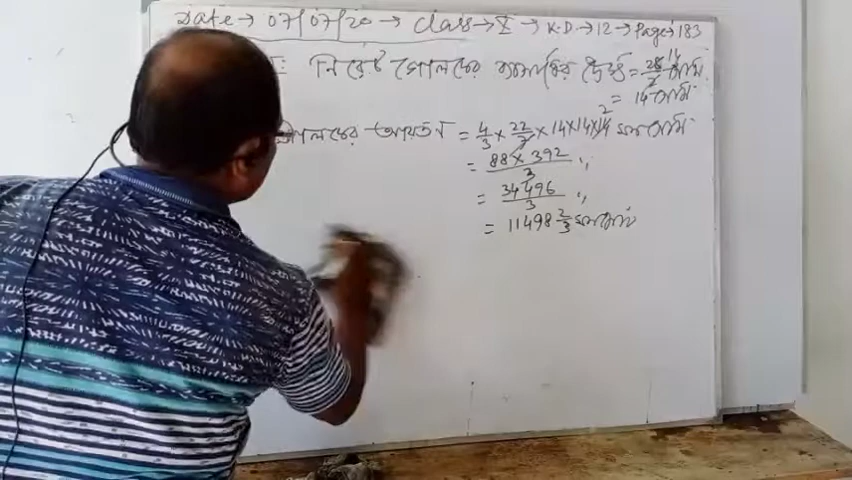 Date → 07/07/20 → Class → X → K.D → 12 → Page → 183
নিরেট গোলকের ব্যাসার্ধের দৈর্ঘ্য = 28/2 সেমি.
= 14 সেমি
গোলকের আয়তন = 4/3 × 22/7 × 14 × 14 × 14 ঘনসেমি
= 88 × 392 / 3 ,,
= 34496 / 3 ,,
= 11498 2/3 ঘনসেমি